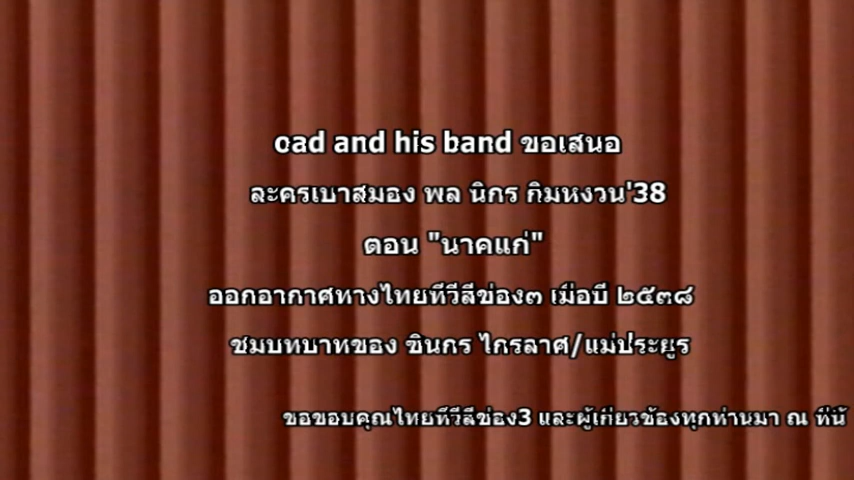 oad and his band ขอเสนอ
ละครเบาสมอง พล นิกร กิมหงวน'38
ตอน "นาคแก่"
ออกอากาศทางไทยทีวีสีช่อง๓ เมื่อปี ๒๕๓๘
ชมบทบาทของ ชินกร ไกรลาศ/แม่ประยูร
ขอขอบคุณไทยทีวีสีช่อง3 และผู้เกี่ยวข้องทุกท่านมา ณ ที่นี้